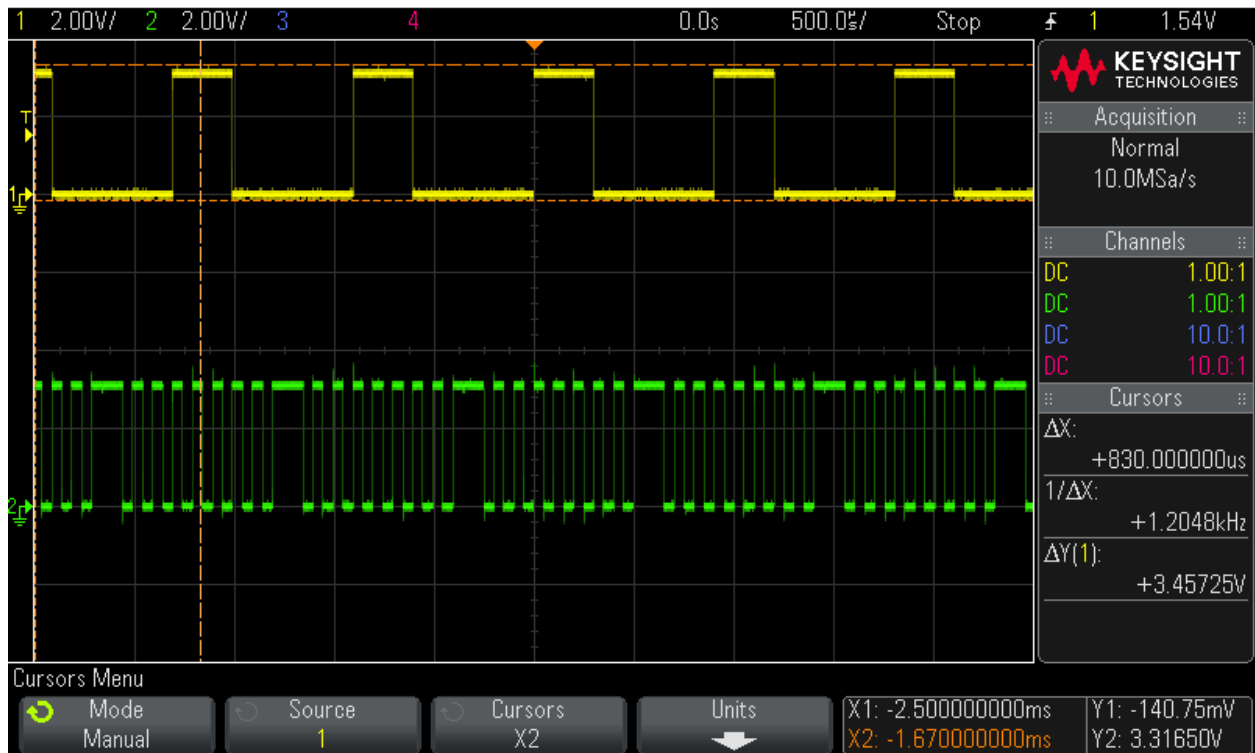 1 2.00V/ 2 2.00V/ 3 4 0.0s 500.0µs/ Stop 1 1.54V
KEYSIGHT
TECHNOLOGIES
Acquisition
Normal
10.0MSa/s
Channels
DC 1.00:1
DC 1.00:1
DC 10.0:1
DC 10.0:1
Cursors
ΔX:
+830.000000us
1/ΔX:
+1.2048kHz
ΔY(1):
+3.45725V
T
1
2
Cursors Menu
Mode
Manual
Source
1
Cursors
X2
Units
X1: -2.500000000ms
X2: -1.670000000ms
Y1: -140.75mV
Y2: 3.31650V